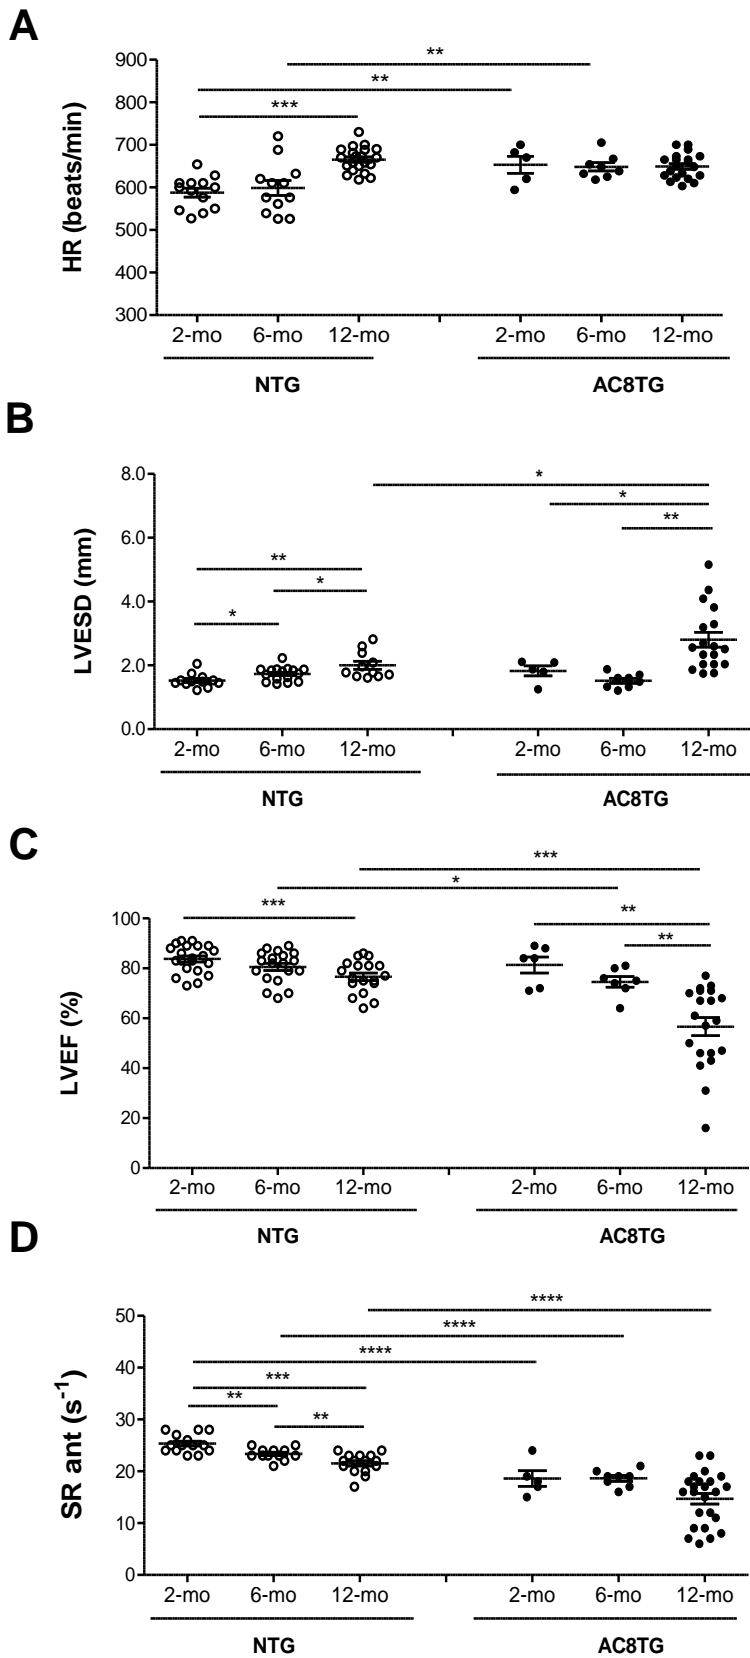 A
**
**
***
900
800
700
600
500
400
300
HR (beats/min)
2-mo 6-mo 12-mo 2-mo 6-mo 12-mo
NTG AC8TG
B
*
*
**
**
*
*
8.0
6.0
4.0
2.0
0.0
LVESD (mm)
2-mo 6-mo 12-mo 2-mo 6-mo 12-mo
NTG AC8TG
C
***
*
***
**
**
100
80
60
40
20
0
LVEF (%)
2-mo 6-mo 12-mo 2-mo 6-mo 12-mo
NTG AC8TG
D
****
****
****
***
**
**
50
40
30
20
10
0
SR ant (s⁻¹)
2-mo 6-mo 12-mo 2-mo 6-mo 12-mo
NTG AC8TG